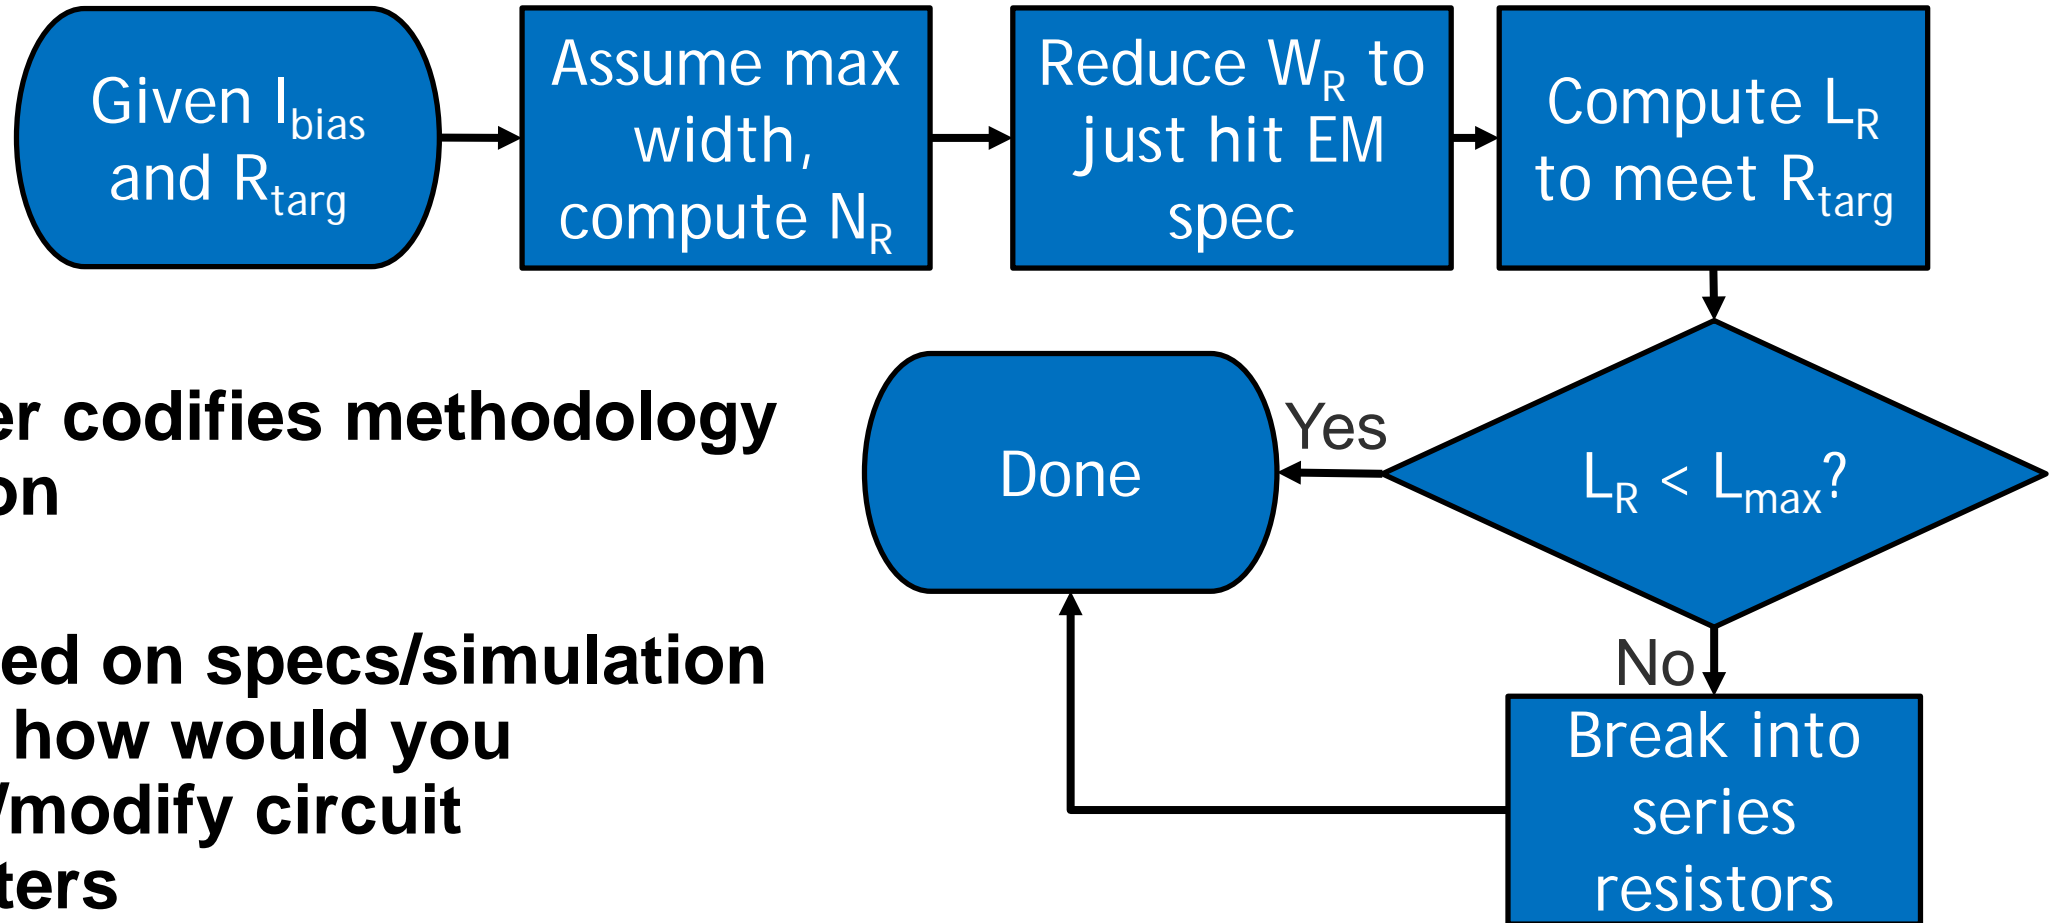 Given I_bias
and R_targ
Assume max
width,
compute N_R
Reduce W_R to
just hit EM
spec
Compute L_R
to meet R_targ
L_R < L_max?
Yes
Done
No
Break into
series
resistors
er codifies methodology
on
ed on specs/simulation
how would you
/modify circuit
ters